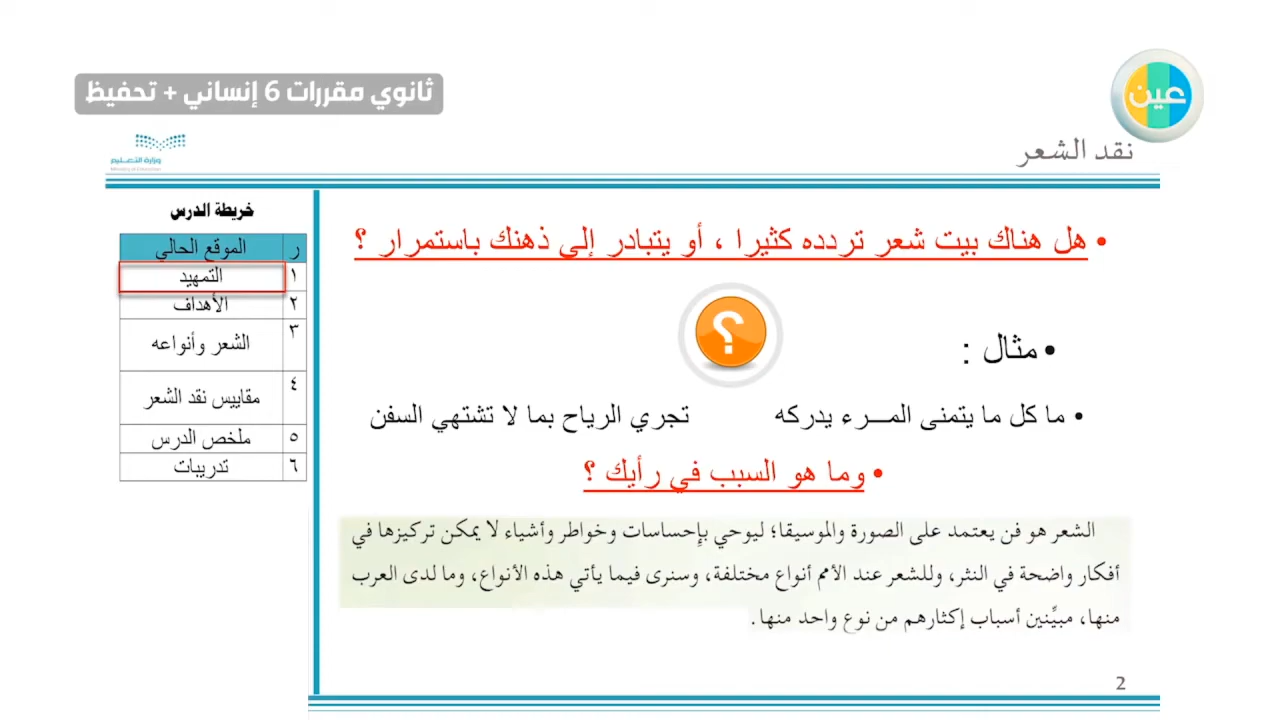 ثانوي مقررات 6 إنساني + تحفيظ
عين
وزارة التعليم
Ministry of Education
نقد الشعر
خريطة الدرس
ر الموقع الحالي
١ التمهيد
٢ الأهداف
٣ الشعر وأنواعه
٤ مقاييس نقد الشعر
٥ ملخص الدرس
٦ تدريبات
• هل هناك بيت شعر تردده كثيرا ، أو يتبادر إلى ذهنك باستمرار ؟
؟
• مثال :
• ما كل ما يتمنى المـــرء يدركه تجري الرياح بما لا تشتهي السفن
• وما هو السبب في رأيك ؟
الشعر هو فن يعتمد على الصورة والموسيقا؛ ليوحي بإحساسات وخواطر وأشياء لا يمكن تركيزها في
أفكار واضحة في النثر، وللشعر عند الأمم أنواع مختلفة، وسنرى فيما يأتي هذه الأنواع، وما لدى العرب
منها، مبيِّنين أسباب إكثارهم من نوع واحد منها.
2